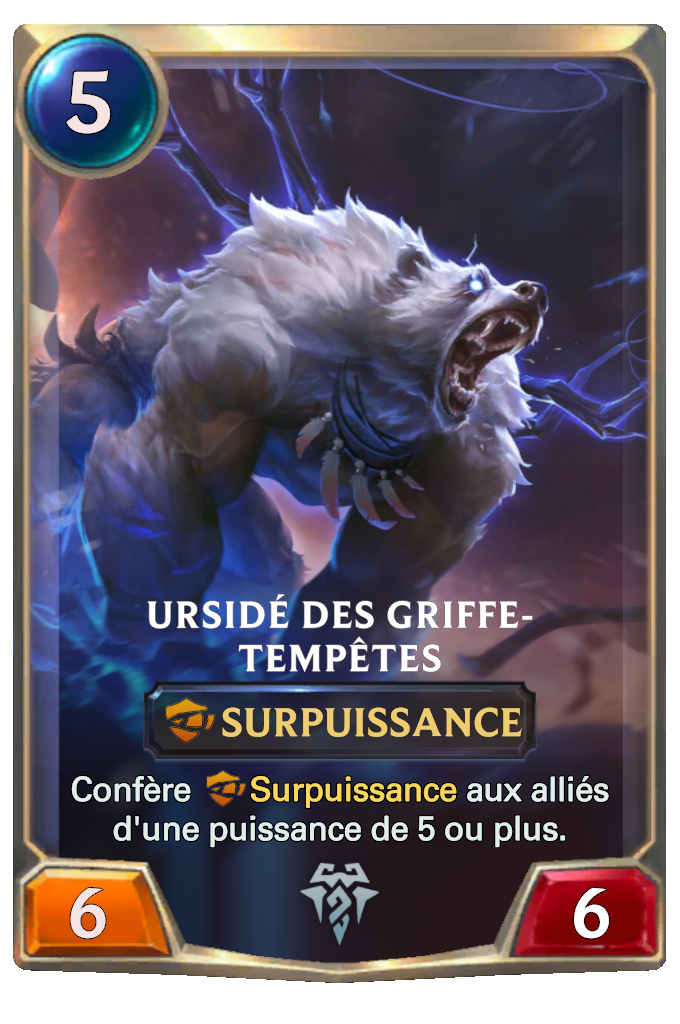 5
URSIDÉ DES GRIFFE-
TEMPÊTES
SURPUISSANCE
Confère Surpuissance aux alliés
d'une puissance de 5 ou plus.
6
6